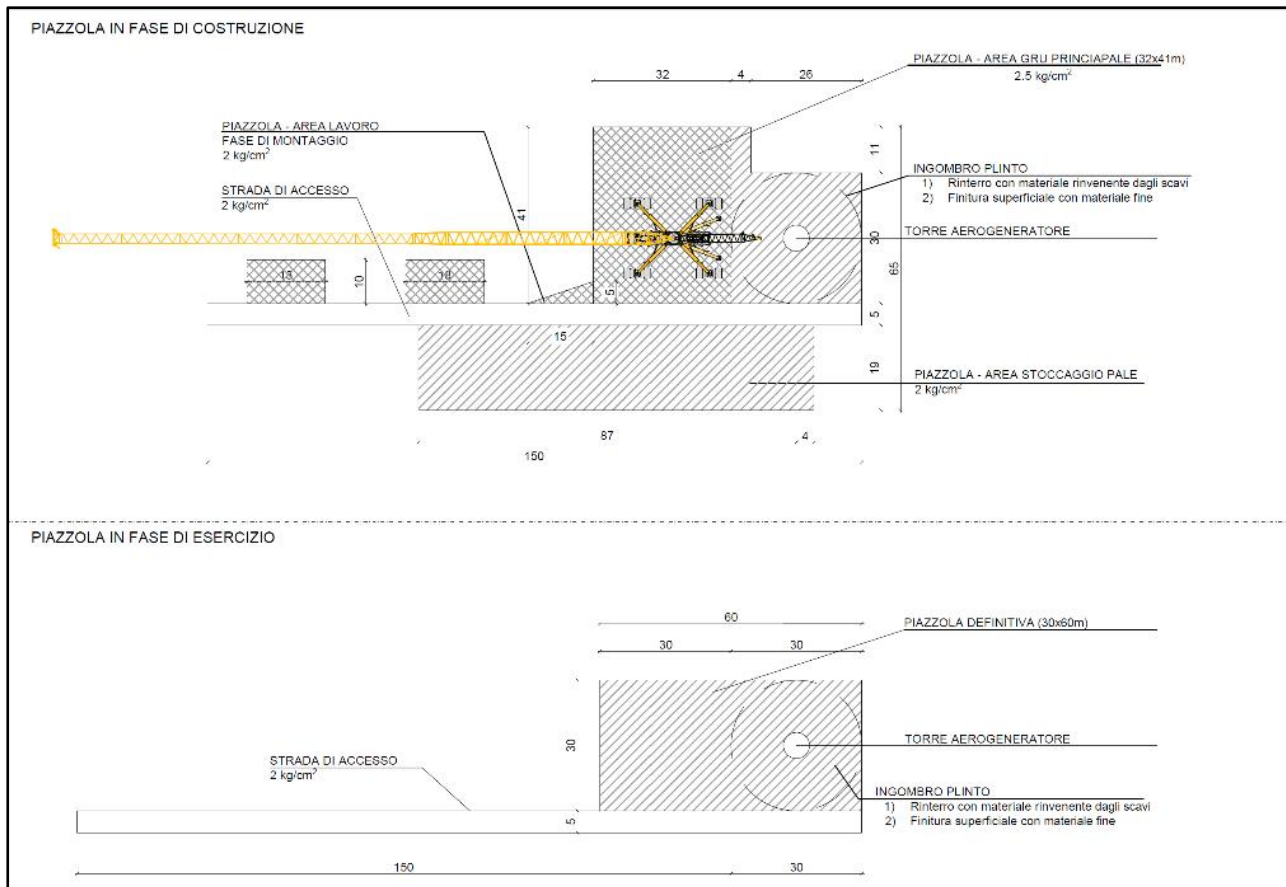 PIAZZOLA IN FASE DI COSTRUZIONE
PIAZZOLA - AREA GRU PRINCIAPALE (32x41m)
2.5 kg/cm²
32
4
26
PIAZZOLA - AREA LAVORO
FASE DI MONTAGGIO
2 kg/cm²
11
INGOMBRO PLINTO
1) Rinterro con materiale rinvenente dagli scavi
2) Finitura superficiale con materiale fine
STRADA DI ACCESSO
2 kg/cm²
41
TORRE AEROGENERATORE
30
65
13
10
18
5
5
15
19
PIAZZOLA - AREA STOCCAGGIO PALE
2 kg/cm²
87
4
150
PIAZZOLA IN FASE DI ESERCIZIO
60
PIAZZOLA DEFINITIVA (30x60m)
30
30
30
TORRE AEROGENERATORE
STRADA DI ACCESSO
2 kg/cm²
INGOMBRO PLINTO
1) Rinterro con materiale rinvenente dagli scavi
2) Finitura superficiale con materiale fine
5
150
30